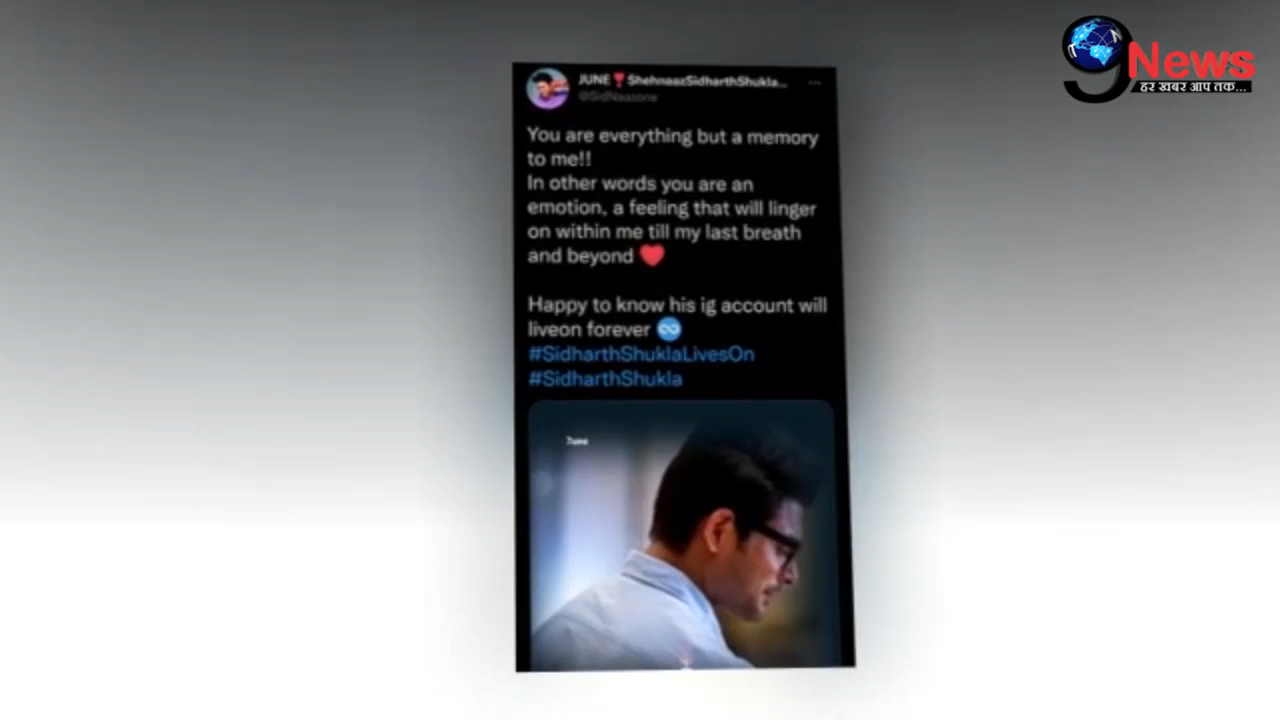 9 News
हर खबर आप तक...
JUNE❣️ShehnaazSidharthShukla... ...
@SidNaazone
You are everything but a memory
to me!!
In other words you are an
emotion, a feeling that will linger
on within me till my last breath
and beyond ❤️
Happy to know his ig account will
liveon forever ♾️
#SidharthShuklaLivesOn
#SidharthShukla
June